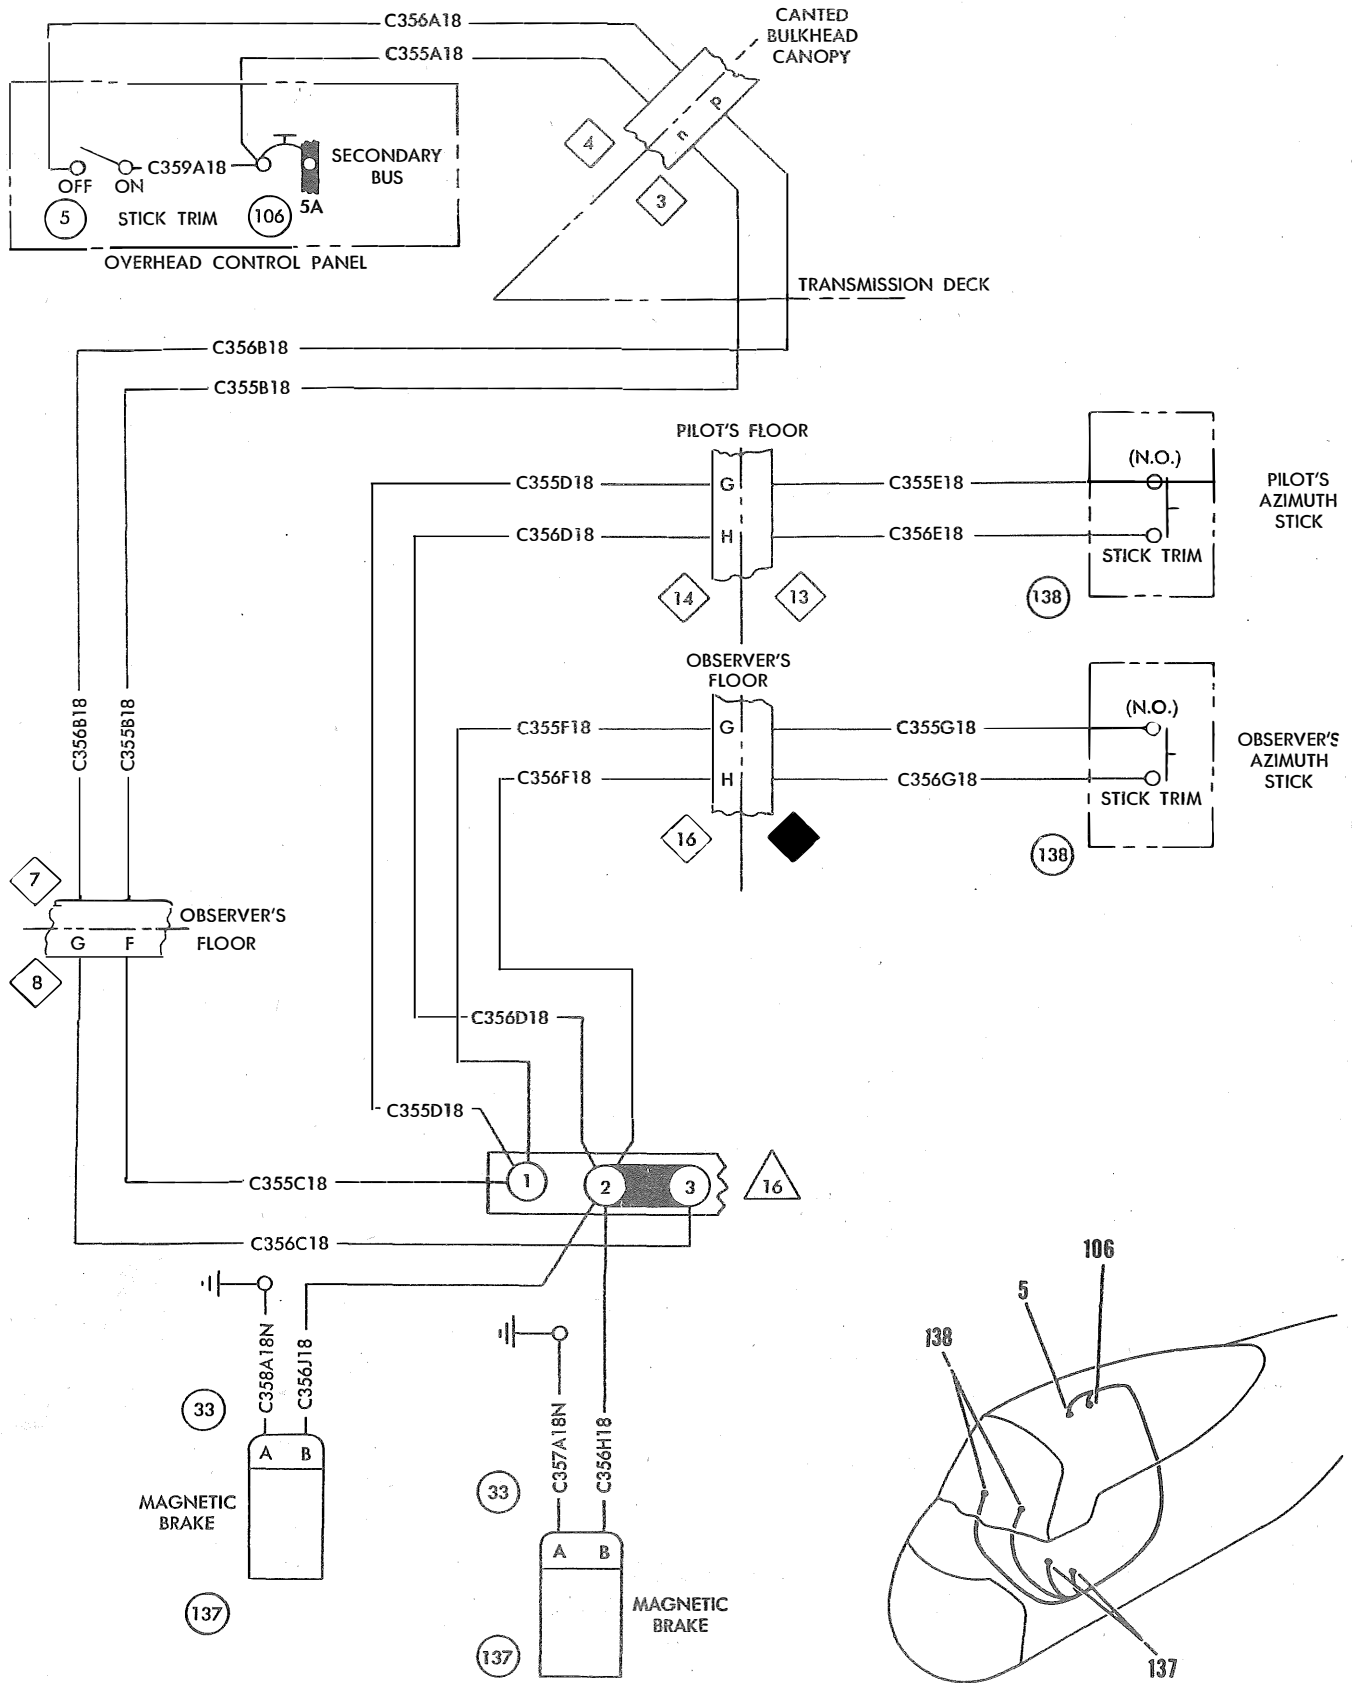 C356A18
CANTED
BULKHEAD
CANOPY
C355A18
p
n
4
3
C359A18
SECONDARY
BUS
OFF
ON
5A
5
STICK TRIM
106
OVERHEAD CONTROL PANEL
TRANSMISSION DECK
C356B18
C355B18
PILOT'S FLOOR
C355D18
G
C355E18
(N.O.)
PILOT'S
AZIMUTH
STICK
C356D18
H
C356E18
STICK TRIM
14
13
138
OBSERVER'S
FLOOR
C355F18
G
C355G18
(N.O.)
OBSERVER'S
AZIMUTH
STICK
C356F18
H
C356G18
STICK TRIM
16
138
C356B18
C355B18
7
OBSERVER'S
FLOOR
G
F
8
C356D18
C355D18
1
2
3
16
C355C18
C356C18
C358A18N
C356J18
33
A
B
MAGNETIC
BRAKE
137
C357A18N
C356H18
33
A
B
MAGNETIC
BRAKE
137
106
5
138
137